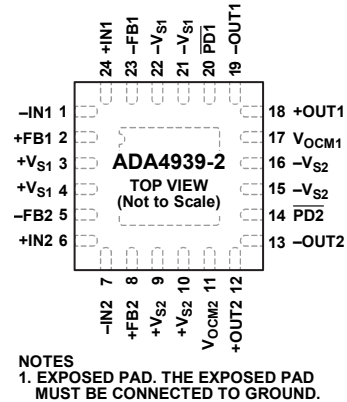 24 +IN1
23 –FB1
22 –VS1
21 –VS1
20 PD1
19 –OUT1
–IN1 1
+FB1 2
+VS1 3
+VS1 4
–FB2 5
+IN2 6
ADA4939-2
TOP VIEW
(Not to Scale)
18 +OUT1
17 VOCM1
16 –VS2
15 –VS2
14 PD2
13 –OUT2
–IN2 7
+FB2 8
+VS2 9
+VS2 10
VOCM2 11
+OUT2 12
NOTES
1. EXPOSED PAD. THE EXPOSED PAD
MUST BE CONNECTED TO GROUND.